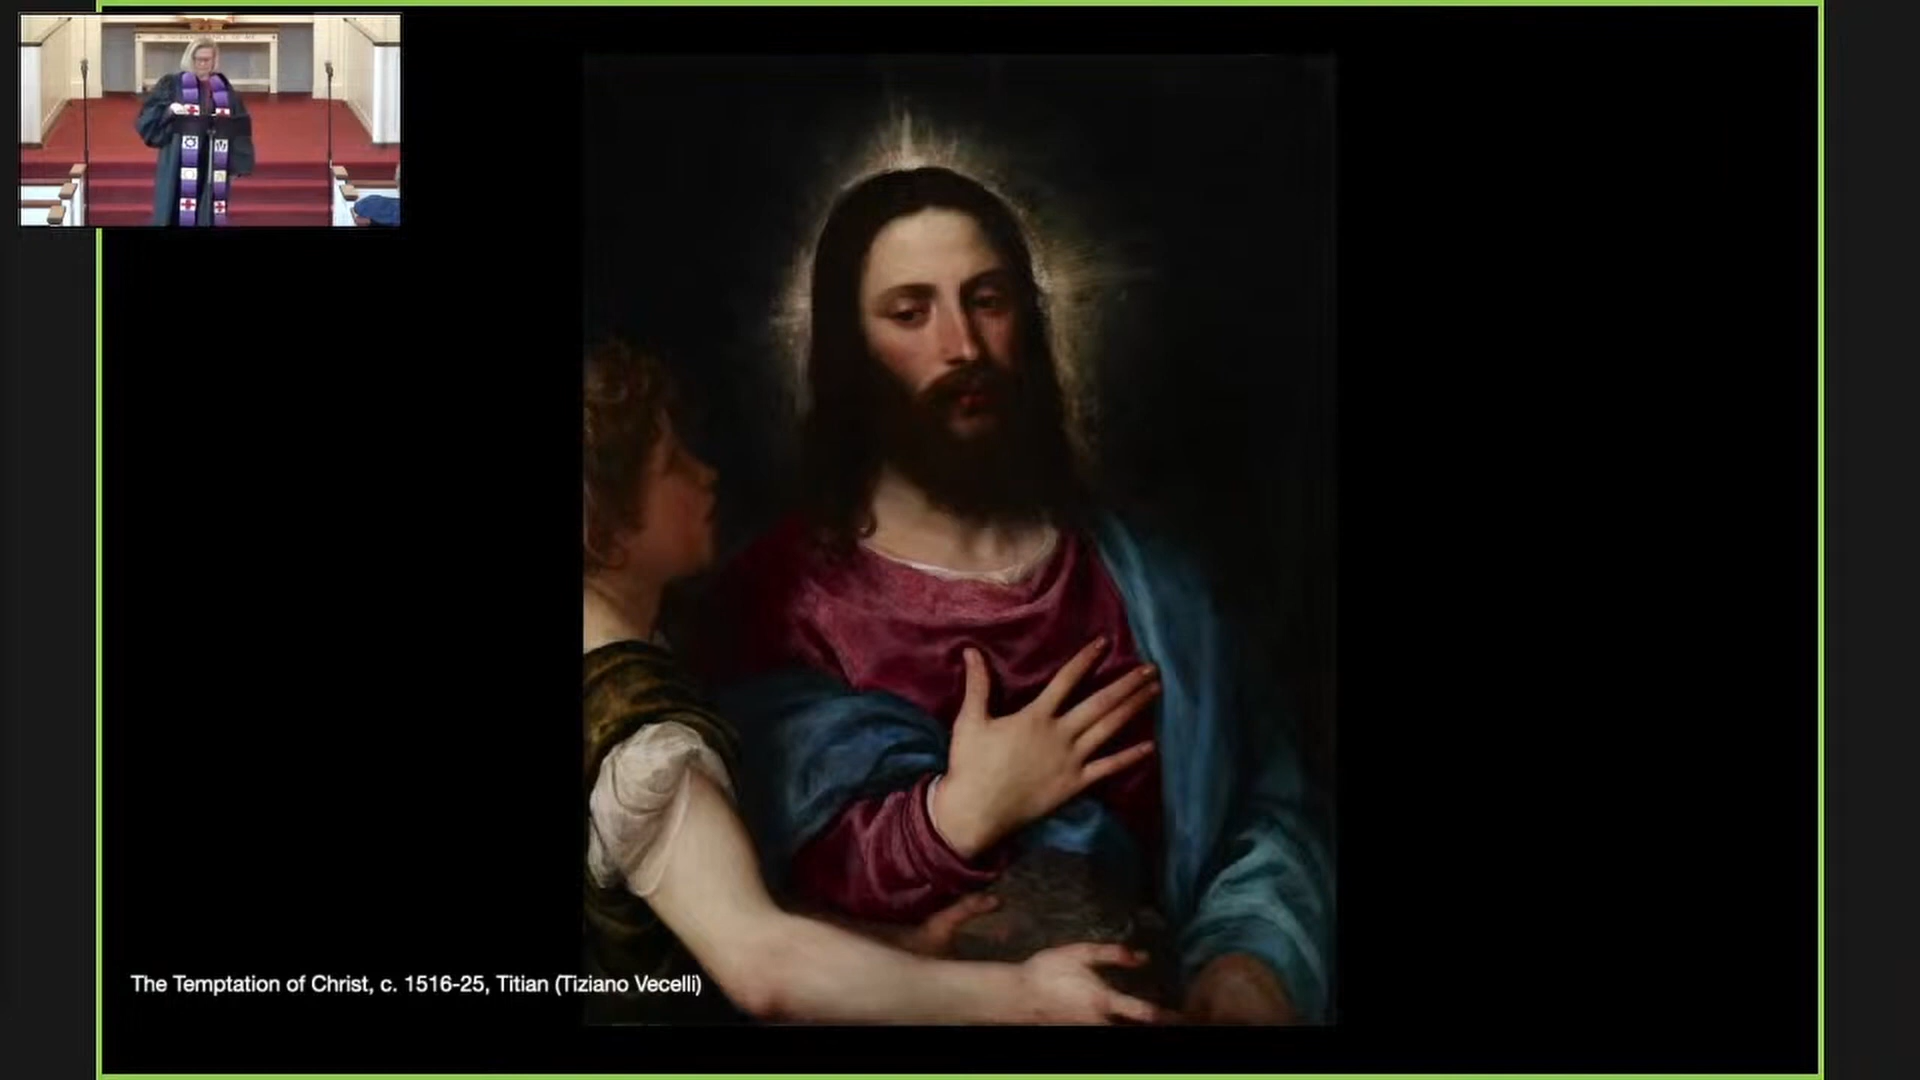 The Temptation of Christ, c. 1516-25, Titian (Tiziano Vecelli)